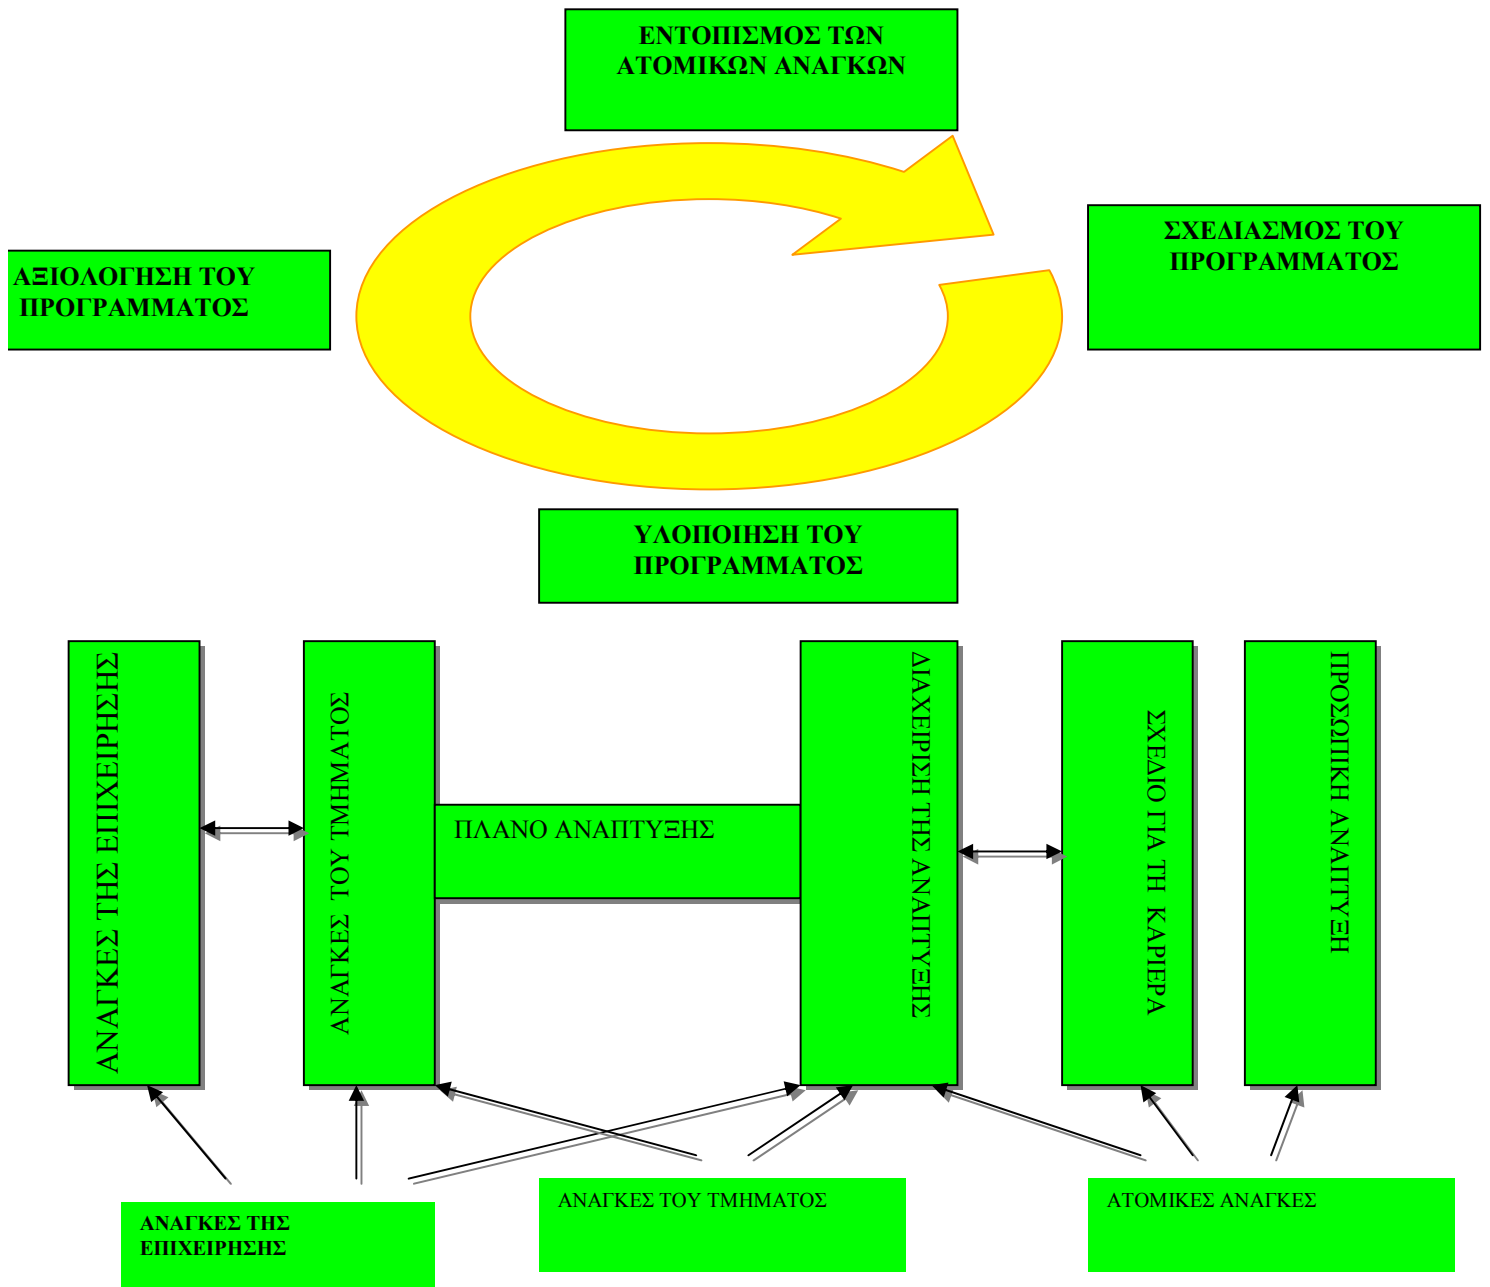 ΕΝΤΟΠΙΣΜΟΣ ΤΩΝ
ΑΤΟΜΙΚΩΝ ΑΝΑΓΚΩΝ
ΣΧΕΔΙΑΣΜΟΣ ΤΟΥ
ΠΡΟΓΡΑΜΜΑΤΟΣ
ΑΞΙΟΛΟΓΗΣΗ ΤΟΥ
ΠΡΟΓΡΑΜΜΑΤΟΣ
ΥΛΟΠΟΙΗΣΗ ΤΟΥ
ΠΡΟΓΡΑΜΜΑΤΟΣ
ΑΝΑΓΚΕΣ ΤΗΣ ΕΠΙΧΕΙΡΗΣΗΣ
ΑΝΑΓΚΕΣ ΤΟΥ ΤΜΗΜΑΤΟΣ
ΠΛΑΝΟ ΑΝΑΠΤΥΞΗΣ
ΔΙΑΧΕΙΡΙΣΗ ΤΗΣ ΑΝΑΠΤΥΞΗΣ
ΣΧΕΔΙΟ ΓΙΑ ΤΗ ΚΑΡΙΕΡΑ
ΠΡΟΣΩΠΙΚΗ ΑΝΑΠΤΥΞΗ
ΑΝΑΓΚΕΣ ΤΗΣ
ΕΠΙΧΕΙΡΗΣΗΣ
ΑΝΑΓΚΕΣ ΤΟΥ ΤΜΗΜΑΤΟΣ
ΑΤΟΜΙΚΕΣ ΑΝΑΓΚΕΣ